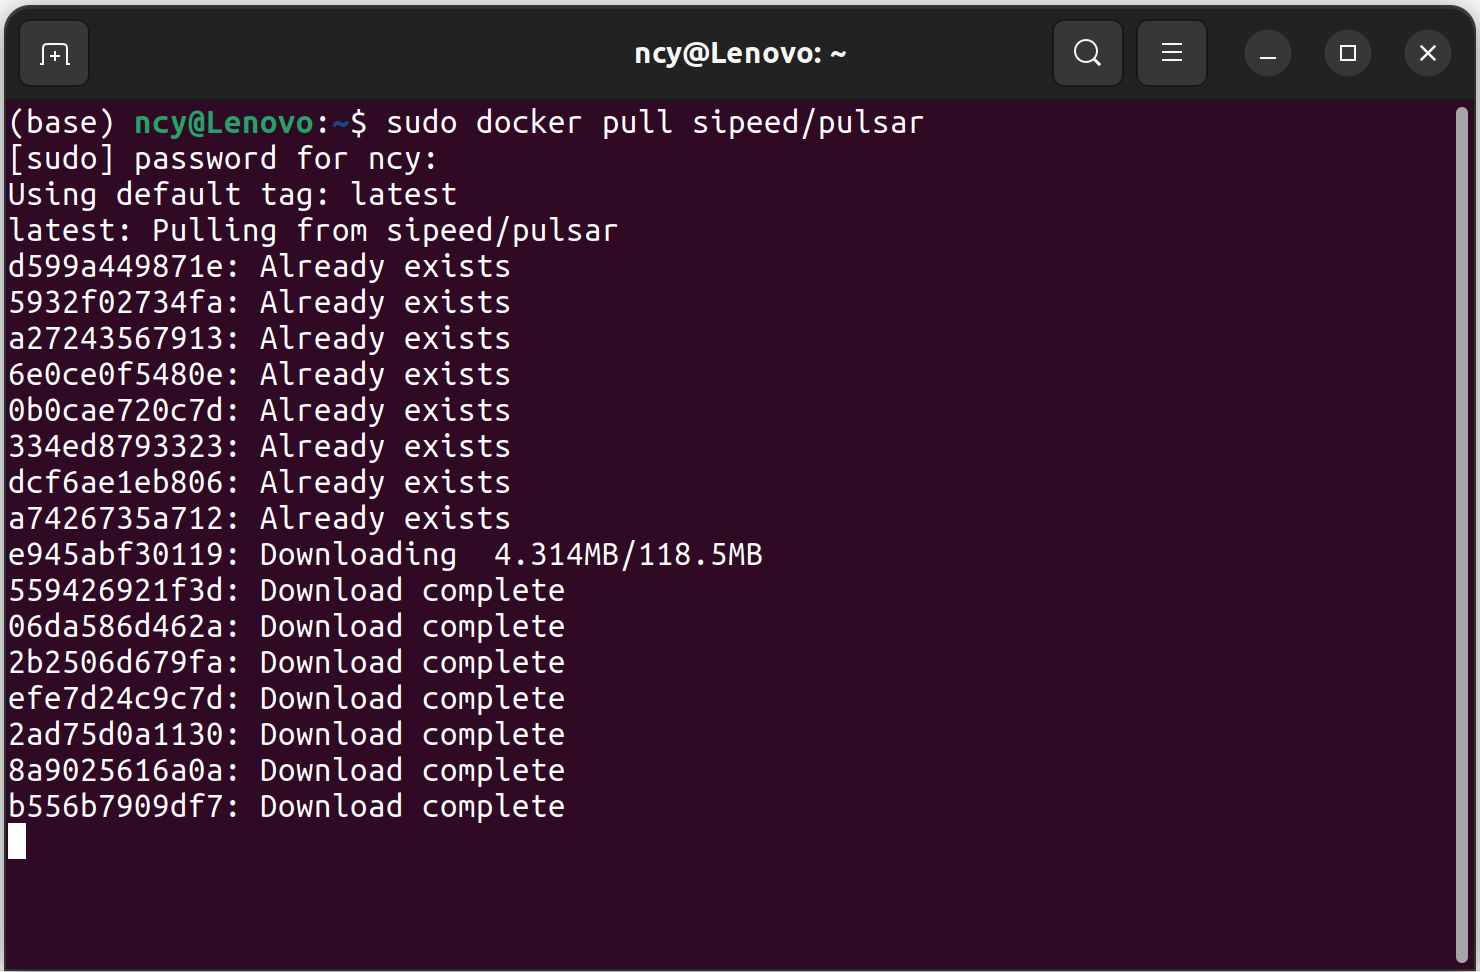 ncy@Lenovo: ~
(base) ncy@Lenovo:~$ sudo docker pull sipeed/pulsar
[sudo] password for ncy:
Using default tag: latest
latest: Pulling from sipeed/pulsar
d599a449871e: Already exists
5932f02734fa: Already exists
a27243567913: Already exists
6e0ce0f5480e: Already exists
0b0cae720c7d: Already exists
334ed8793323: Already exists
dcf6ae1eb806: Already exists
a7426735a712: Already exists
e945abf30119: Downloading  4.314MB/118.5MB
559426921f3d: Download complete
06da586d462a: Download complete
2b2506d679fa: Download complete
efe7d24c9c7d: Download complete
2ad75d0a1130: Download complete
8a9025616a0a: Download complete
b556b7909df7: Download complete